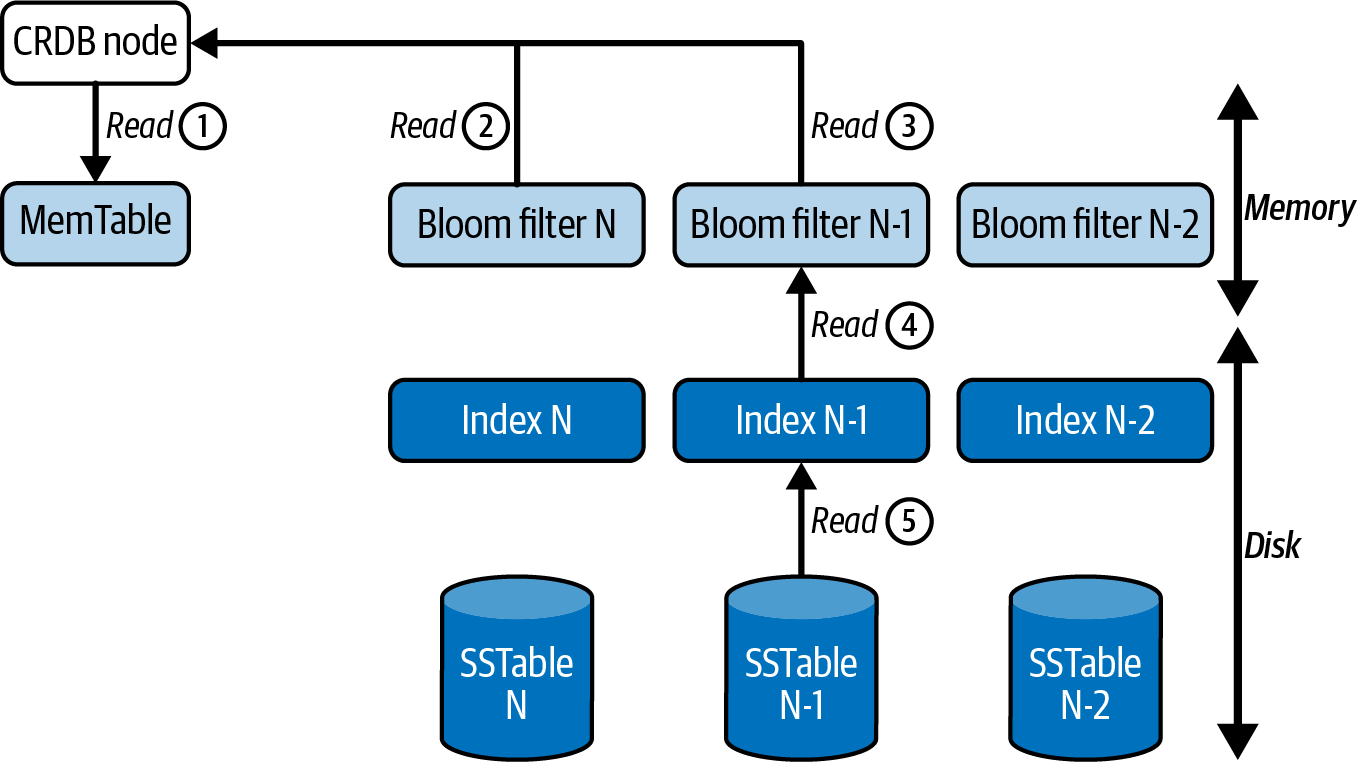 CRDB node
Read 1
Read 2
Read 3
MemTable
Bloom filter N
Bloom filter N-1
Bloom filter N-2
Memory
Read 4
Index N
Index N-1
Index N-2
Read 5
Disk
SSTable
N
SSTable
N-1
SSTable
N-2